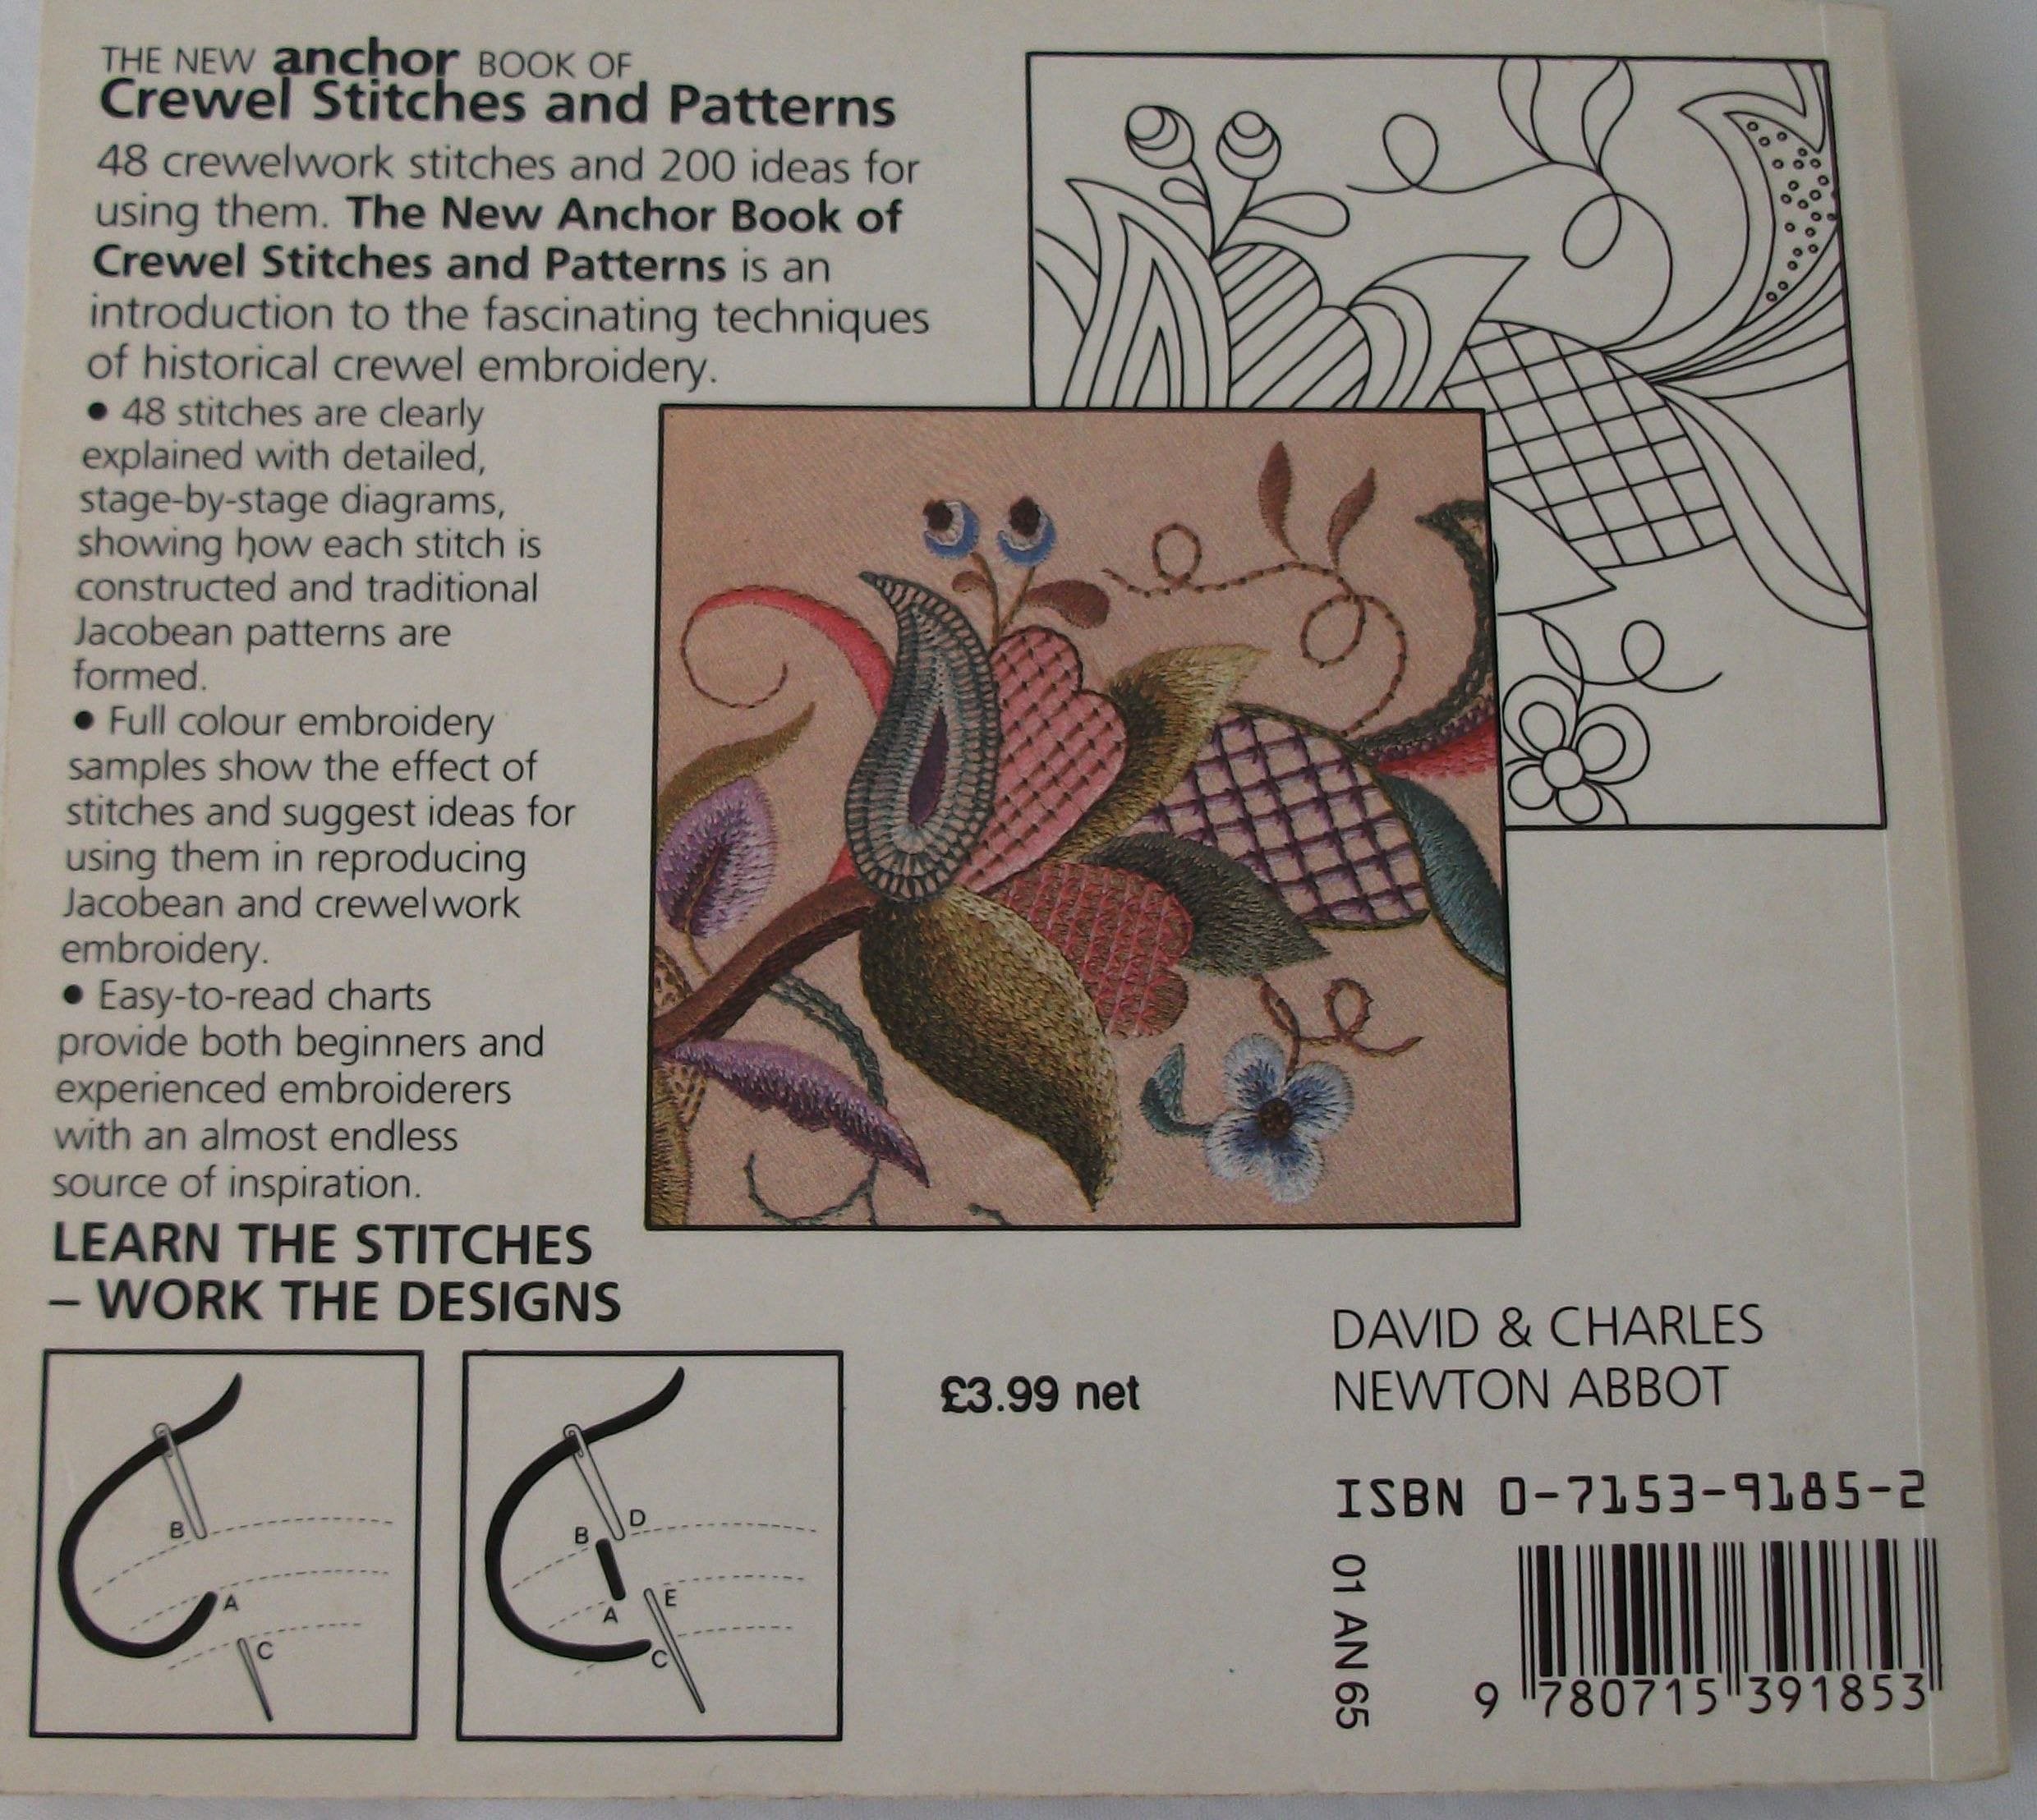 THE NEW anchor BOOK OF
Crewel Stitches and Patterns
48 crewelwork stitches and 200 ideas for
using them. The New Anchor Book of
Crewel Stitches and Patterns is an
introduction to the fascinating techniques
of historical crewel embroidery.
• 48 stitches are clearly
explained with detailed,
stage-by-stage diagrams,
showing how each stitch is
constructed and traditional
Jacobean patterns are
formed.
• Full colour embroidery
samples show the effect of
stitches and suggest ideas for
using them in reproducing
Jacobean and crewelwork
embroidery.
• Easy-to-read charts
provide both beginners and
experienced embroiderers
with an almost endless
source of inspiration.
LEARN THE STITCHES
– WORK THE DESIGNS
B
A
C
B
D
A
E
C
£3.99 net
DAVID & CHARLES
NEWTON ABBOT
ISBN 0-7153-9185-2
01 AN 65
9 780715 391853